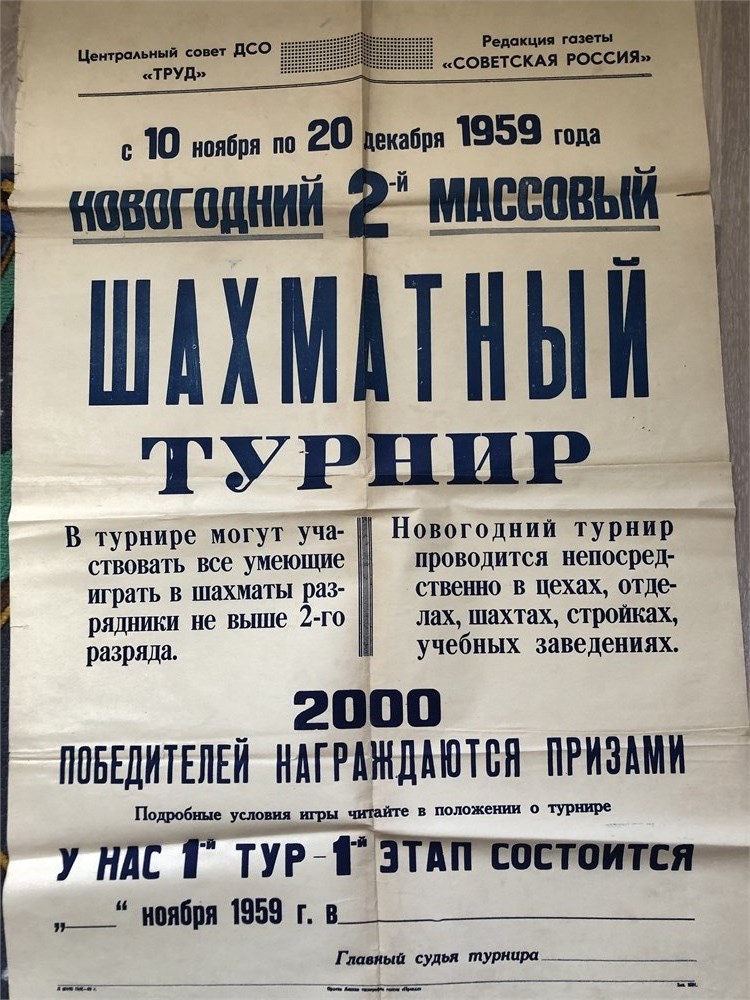 Центральный совет ДСО
«ТРУД»
Редакция газеты
«СОВЕТСКАЯ РОССИЯ»
с 10 ноября по 20 декабря 1959 года
НОВОГОДНИЙ 2-й МАССОВЫЙ
ШАХМАТНЫЙ
ТУРНИР
В турнире могут уча-
ствовать все умеющие
играть в шахматы раз-
рядники не выше 2-го
разряда.
Новогодний турнир
проводится непосред-
ственно в цехах, отде-
лах, шахтах, стройках,
учебных заведениях.
2000
ПОБЕДИТЕЛЕЙ НАГРАЖДАЮТСЯ ПРИЗАМИ
Подробные условия игры читайте в положении о турнире
У НАС 1-й ТУР – 1-й ЭТАП СОСТОИТСЯ
„____“ ноября 1959 г. в
Главный судья турнира